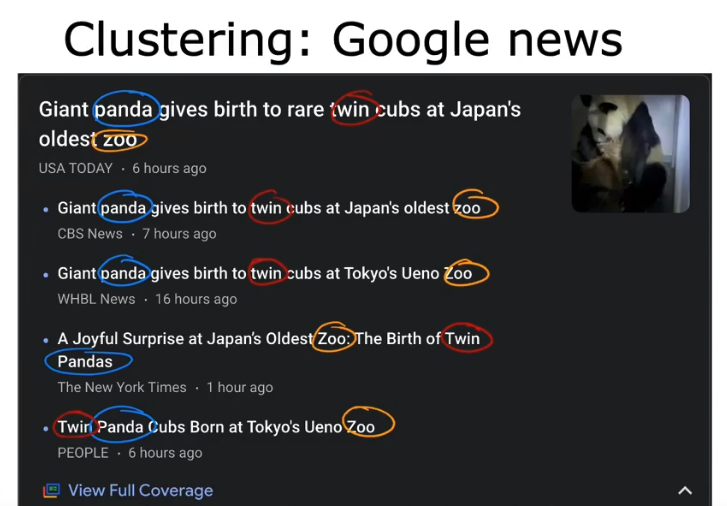 Clustering: Google news
Giant panda gives birth to rare twin cubs at Japan's
oldest zoo
USA TODAY · 6 hours ago
• Giant panda gives birth to twin cubs at Japan's oldest zoo
CBS News · 7 hours ago
• Giant panda gives birth to twin cubs at Tokyo's Ueno Zoo
WHBL News · 16 hours ago
• A Joyful Surprise at Japan's Oldest Zoo: The Birth of Twin
Pandas
The New York Times · 1 hour ago
• Twin Panda Cubs Born at Tokyo's Ueno Zoo
PEOPLE · 6 hours ago
View Full Coverage